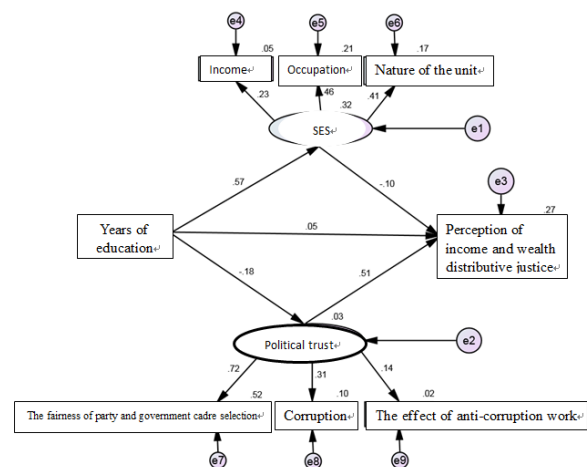 e4
e5
e6
.05
.21
.17
Income
Occupation
Nature of the unit
.23
.46
.32
.41
SES
e1
.57
-.10
e3
.27
Years of
education
.05
Perception of
income and wealth
distributive justice
-.18
.51
.03
Political trust
e2
.72
.31
.14
.52
.10
.02
The fairness of party and government cadre selection
Corruption
The effect of anti-corruption work
e7
e8
e9